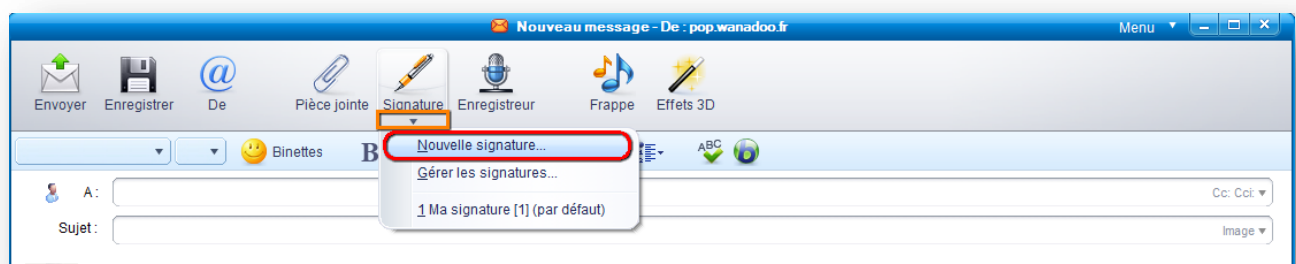 Nouveau message - De : pop.wanadoo.fr Menu
Envoyer Enregistrer De Pièce jointe Signature Enregistreur Frappe Effets 3D
Binettes B ABC b
Nouvelle signature...
Gérer les signatures...
1 Ma signature [1] (par défaut)
A: Cc: Cci:
Sujet: Image